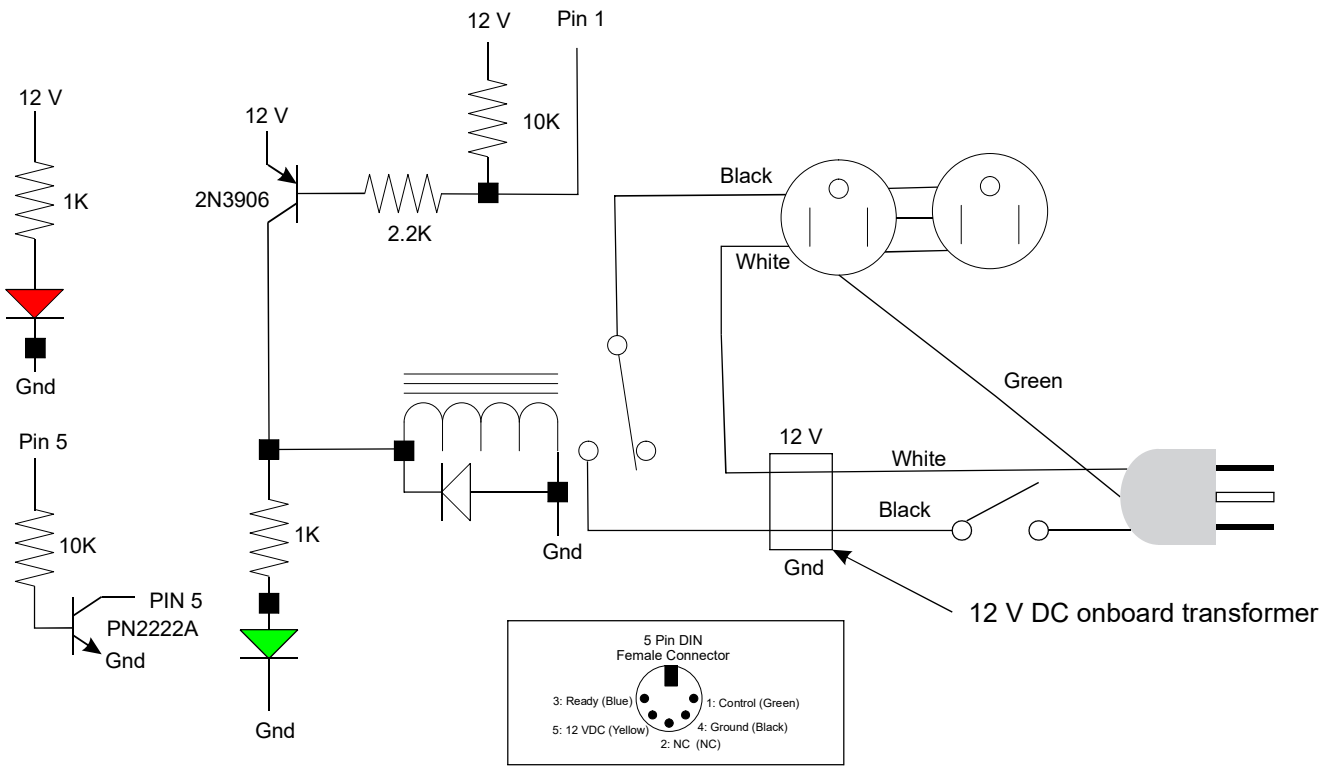 12 V
Pin 1
12 V
10K
12 V
1K
2N3906
2.2K
Black
White
Gnd
Green
Pin 5
12 V
White
Black
10K
1K
Gnd
Gnd
PIN 5
PN2222A
Gnd
12 V DC onboard transformer
5 Pin DIN
Female Connector
3: Ready (Blue)
1: Control (Green)
5: 12 VDC (Yellow)
4: Ground (Black)
2: NC (NC)
Gnd